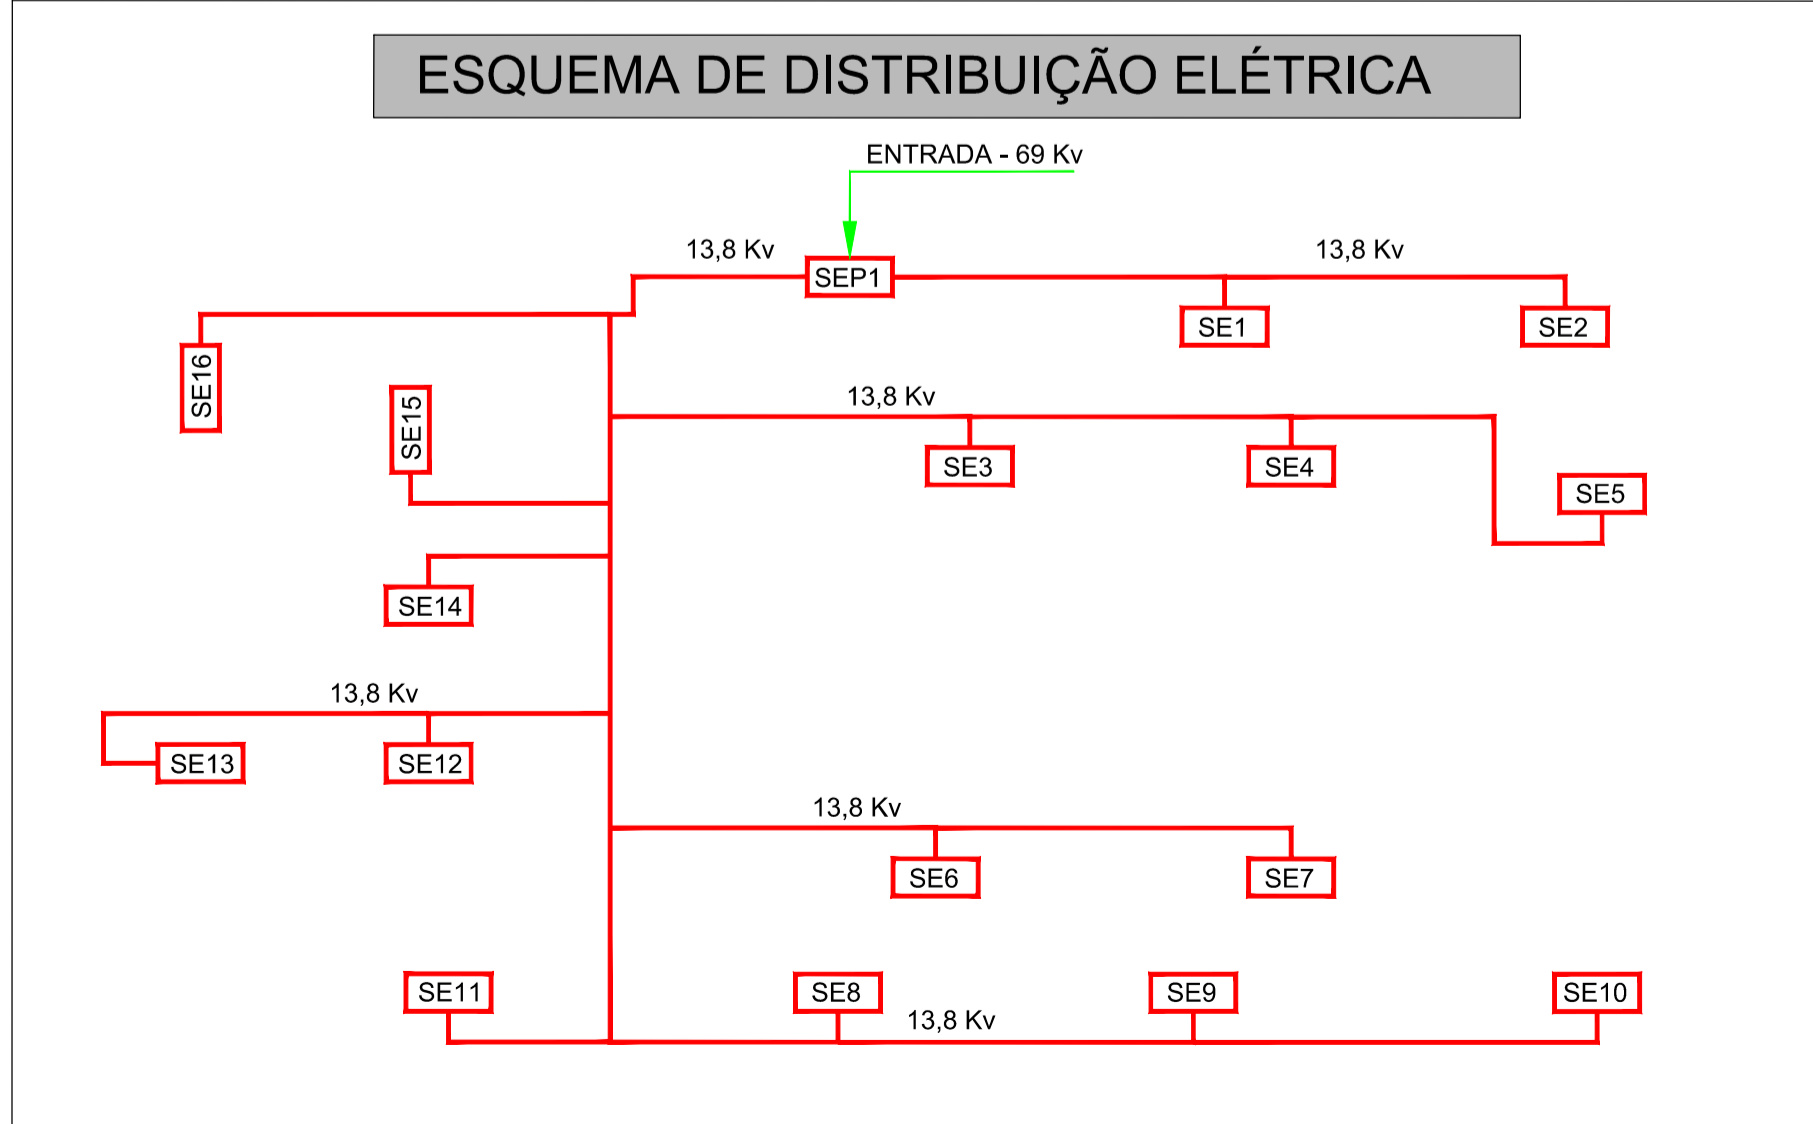 ESQUEMA DE DISTRIBUIÇÃO ELÉTRICA
ENTRADA - 69 Kv
13,8 Kv
SEP1
13,8 Kv
SE1
SE2
SE16
SE15
13,8 Kv
SE3
SE4
SE5
SE14
13,8 Kv
SE13
SE12
13,8 Kv
SE6
SE7
SE11
SE8
13,8 Kv
SE9
SE10